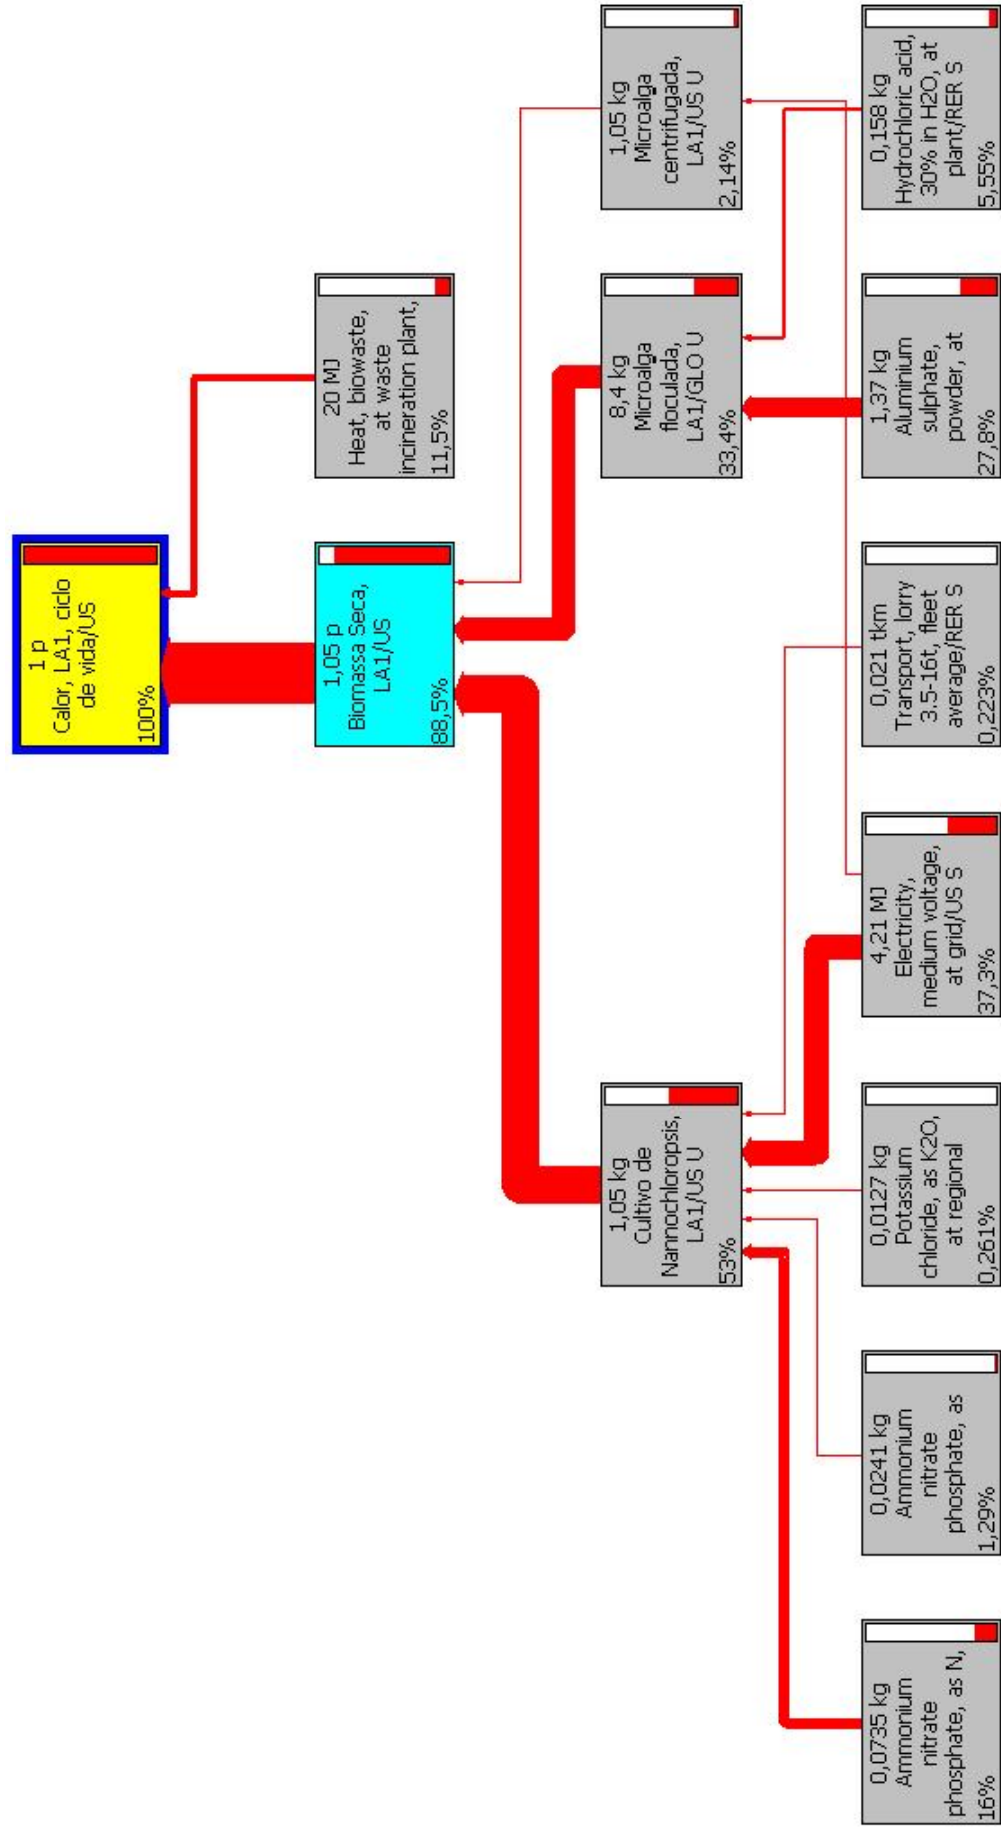 1 p
Calor, LA1, ciclo
de vida/US
100%
1,05 p
Biomassa Seca,
LA1/US
88,5%
20 MJ
Heat, biowaste,
at waste
incineration plant,
11,5%
1,05 kg
Cultivo de
Nannochloropsis,
LA1/US U
53%
8,4 kg
Microalga
floculada,
LA1/GLO U
33,4%
1,05 kg
Microalga
centrifugada,
LA1/US U
2,14%
0,0735 kg
Ammonium
nitrate
phosphate, as N,
16%
0,0241 kg
Ammonium
nitrate
phosphate, as
1,29%
0,0127 kg
Potassium
chloride, as K2O,
at regional
0,261%
4,21 MJ
Electricity,
medium voltage,
at grid/US S
37,3%
0,021 tkm
Transport, lorry
3.5-16t, fleet
average/RER S
0,223%
1,37 kg
Aluminium
sulphate,
powder, at
27,8%
0,158 kg
Hydrochloric acid,
30% in H2O, at
plant/RER S
5,55%